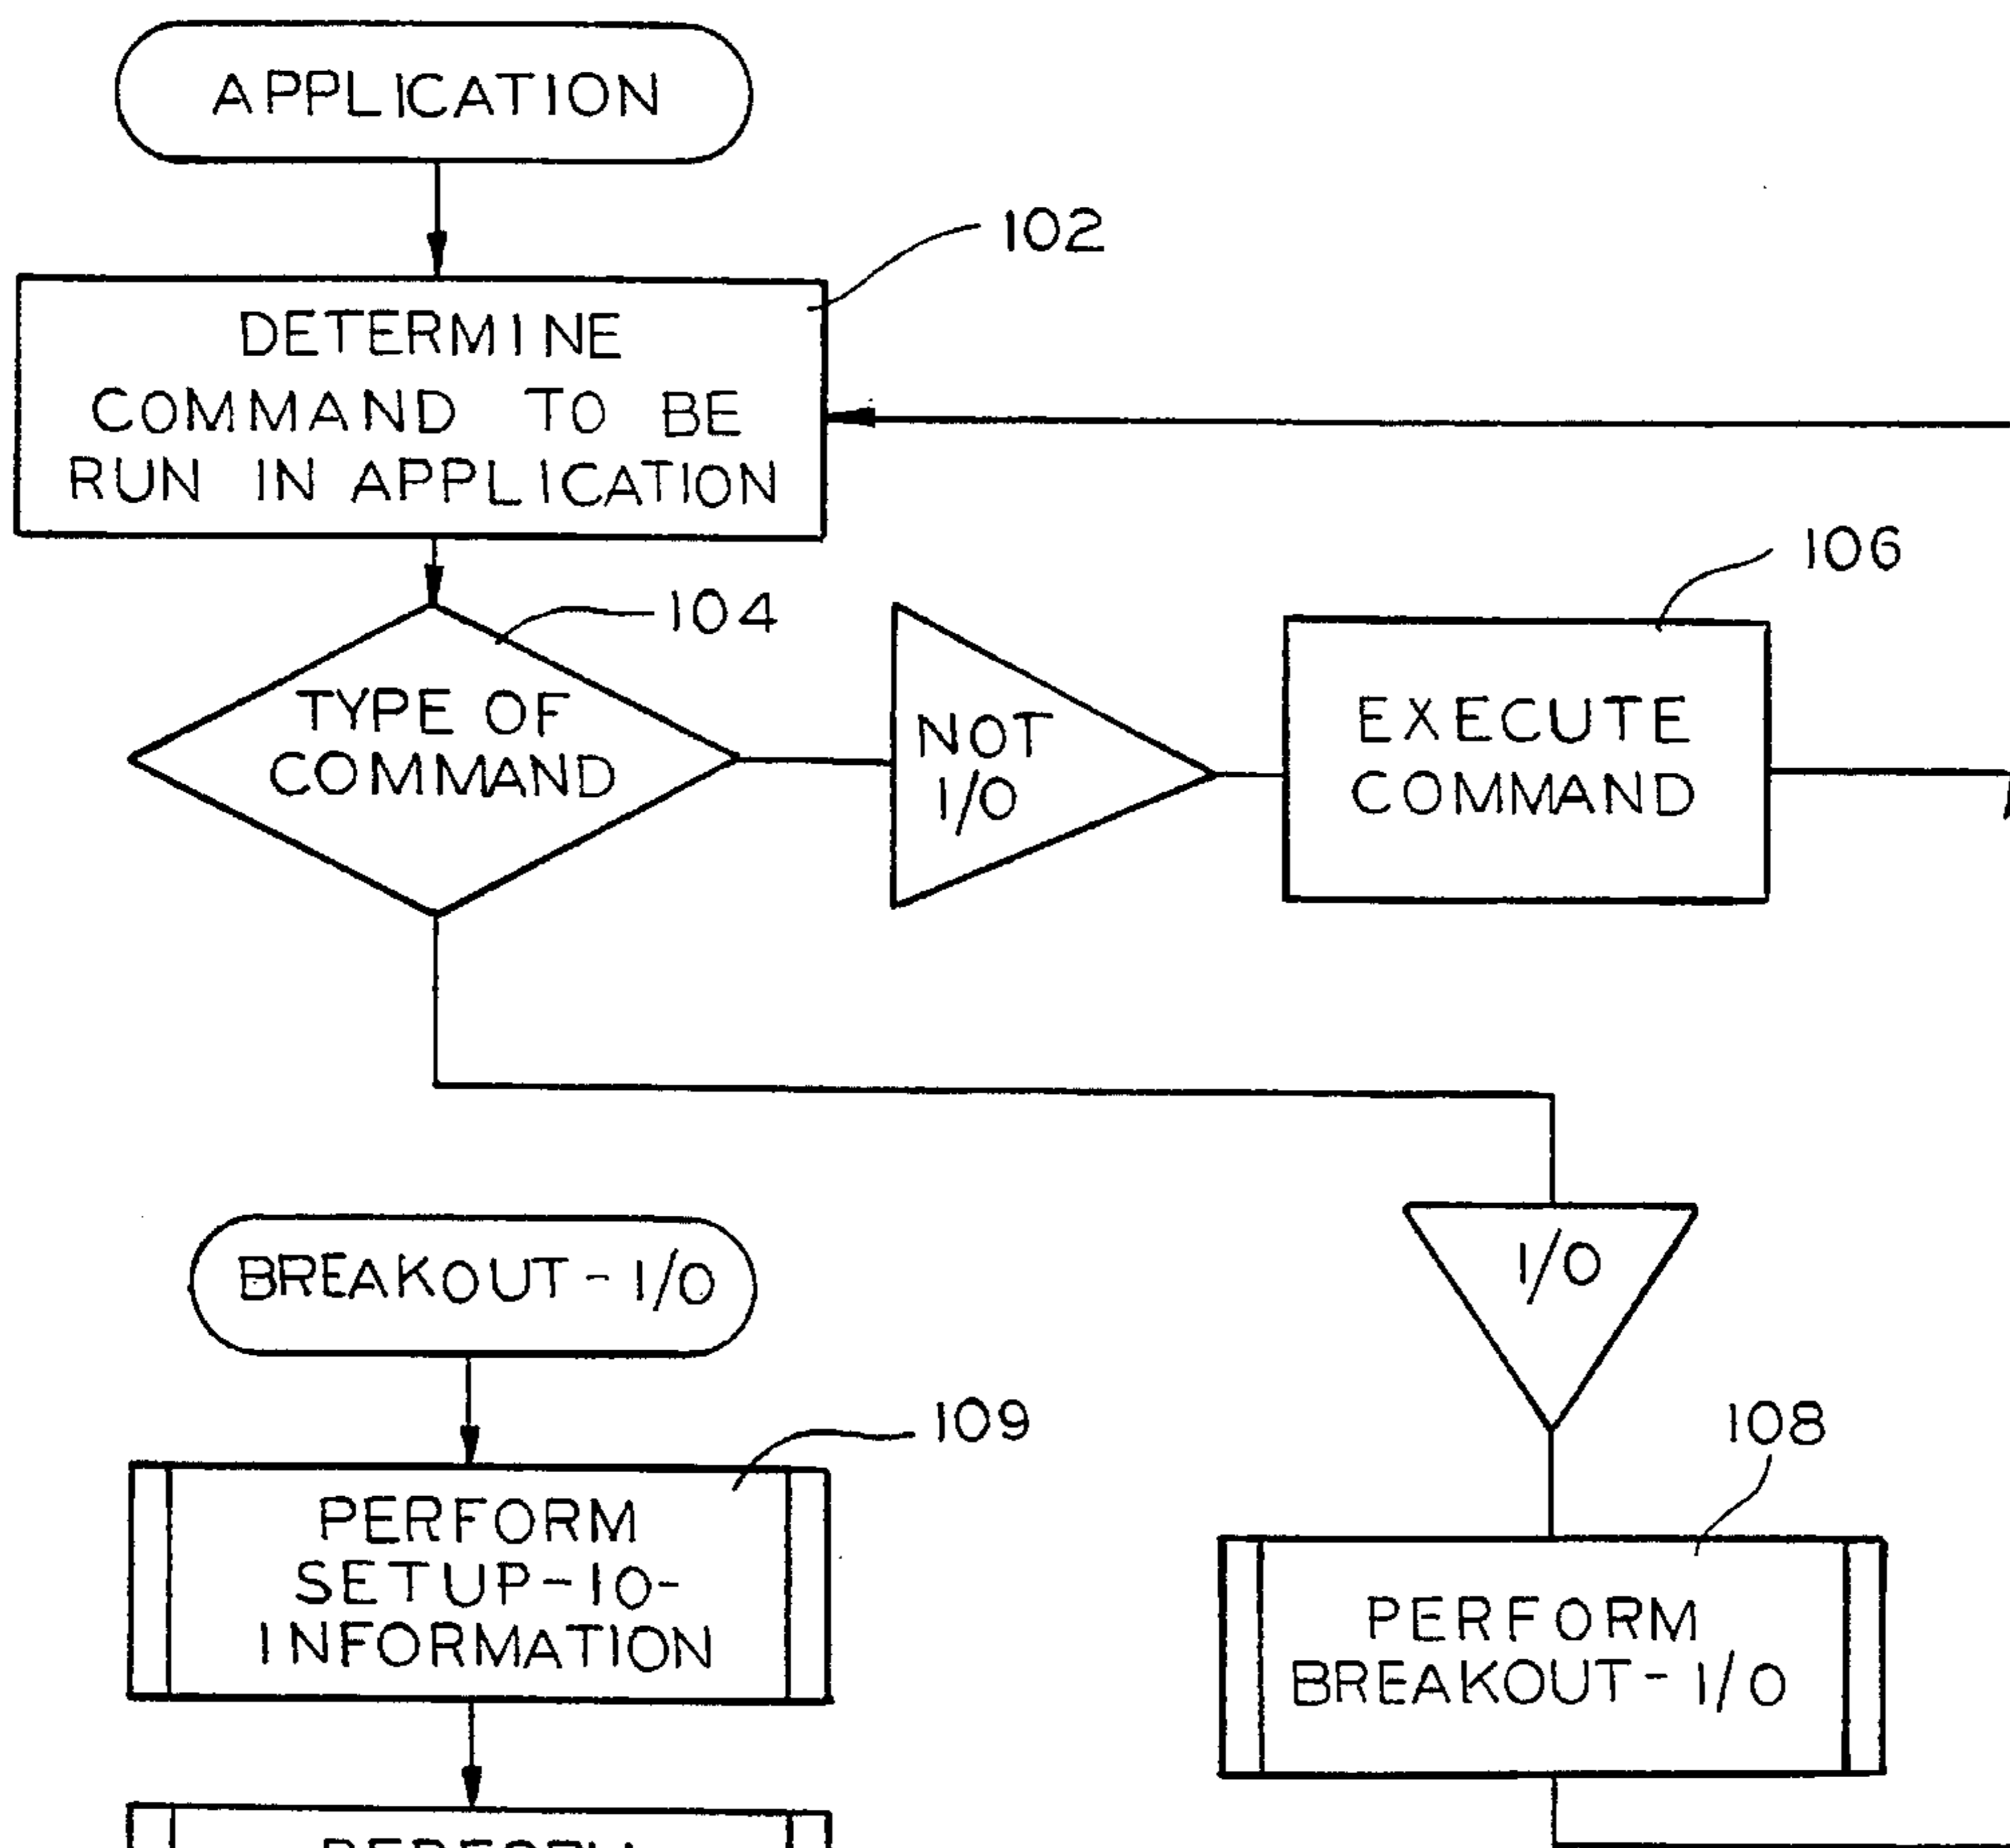 APPLICATION
102
DETERMINE
COMMAND TO BE
RUN IN APPLICATION
104
TYPE OF
COMMAND
NOT
I/O
106
EXECUTE
COMMAND
I/O
108
PERFORM
BREAKOUT-I/O
BREAKOUT-I/O
109
PERFORM
SETUP-IO-
INFORMATION